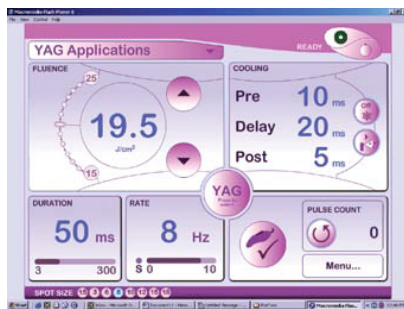 Macromedia Flash Player 6
File View Control Help
YAG Applications
READY
FLUENCE
25
19.5
J/cm²
15
COOLING
Pre 10 ms
Delay 20 ms
Post 5 ms
Off
YAG
DURATION
50 ms
3 300
RATE
8 Hz
S 0 10
PULSE COUNT
0
Menu...
SPOT SIZE
Start